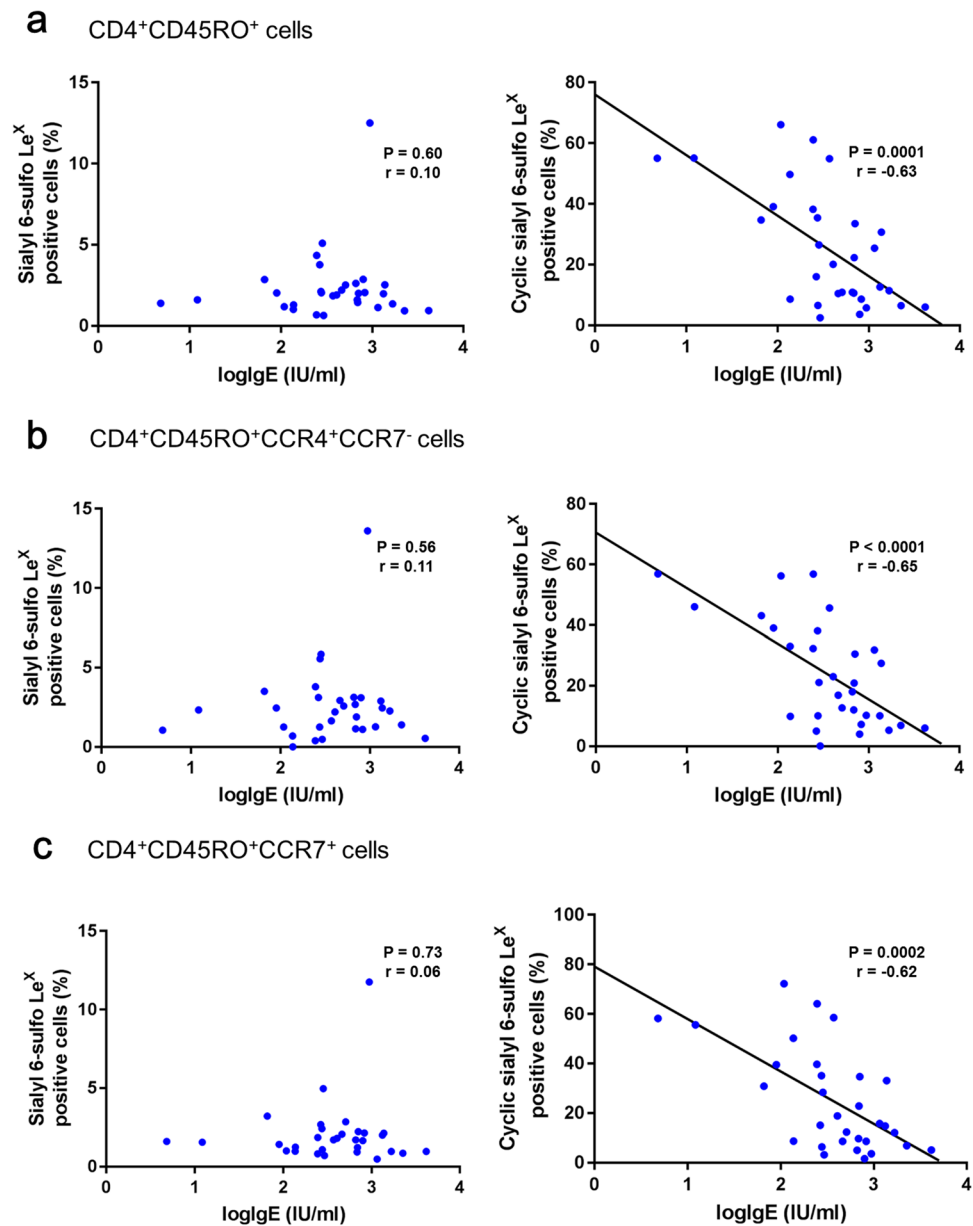 a CD4⁺CD45RO⁺ cells
Sialyl 6-sulfo Leˣ
positive cells (%)
15
10
5
0
P = 0.60
r = 0.10
0 1 2 3 4
logIgE (IU/ml)
Cyclic sialyl 6-sulfo Leˣ
positive cells (%)
80
60
40
20
0
P = 0.0001
r = -0.63
0 1 2 3 4
logIgE (IU/ml)
b CD4⁺CD45RO⁺CCR4⁺CCR7⁻ cells
Sialyl 6-sulfo Leˣ
positive cells (%)
15
10
5
0
P = 0.56
r = 0.11
0 1 2 3 4
logIgE (IU/ml)
Cyclic sialyl 6-sulfo Leˣ
positive cells (%)
80
60
40
20
0
P < 0.0001
r = -0.65
0 1 2 3 4
logIgE (IU/ml)
c CD4⁺CD45RO⁺CCR7⁺ cells
Sialyl 6-sulfo Leˣ
positive cells (%)
15
10
5
0
P = 0.73
r = 0.06
0 1 2 3 4
logIgE (IU/ml)
Cyclic sialyl 6-sulfo Leˣ
positive cells (%)
100
80
60
40
20
0
P = 0.0002
r = -0.62
0 1 2 3 4
logIgE (IU/ml)